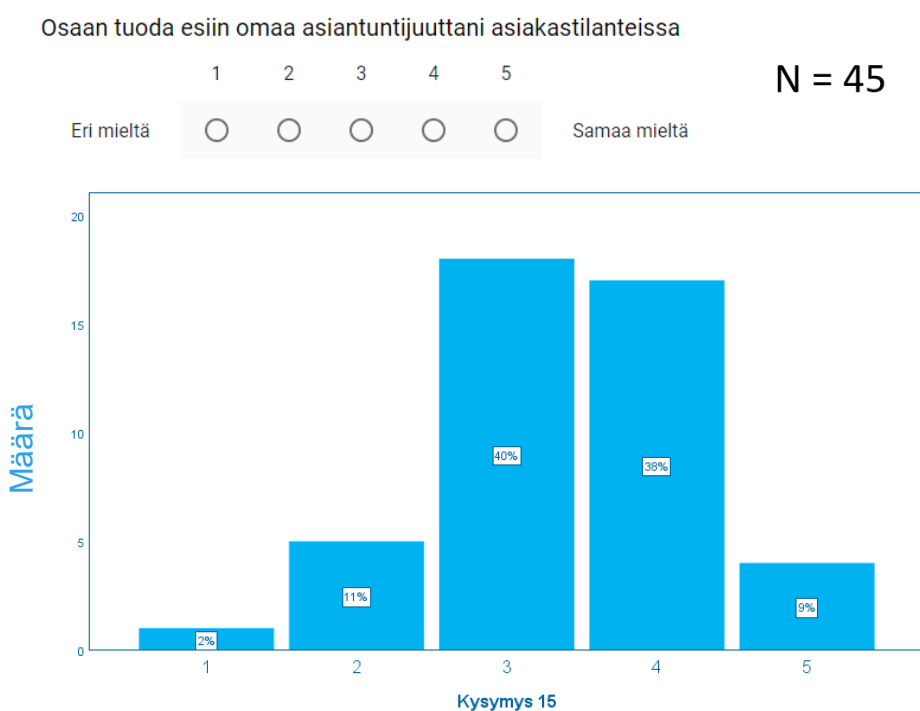 Osaan tuoda esiin omaa asiantuntijuuttani asiakastilanteissa
1 2 3 4 5
N = 45
Eri mieltä
Samaa mieltä
20
15
10
5
0
Määrä
2%
11%
40%
38%
9%
1 2 3 4 5
Kysymys 15